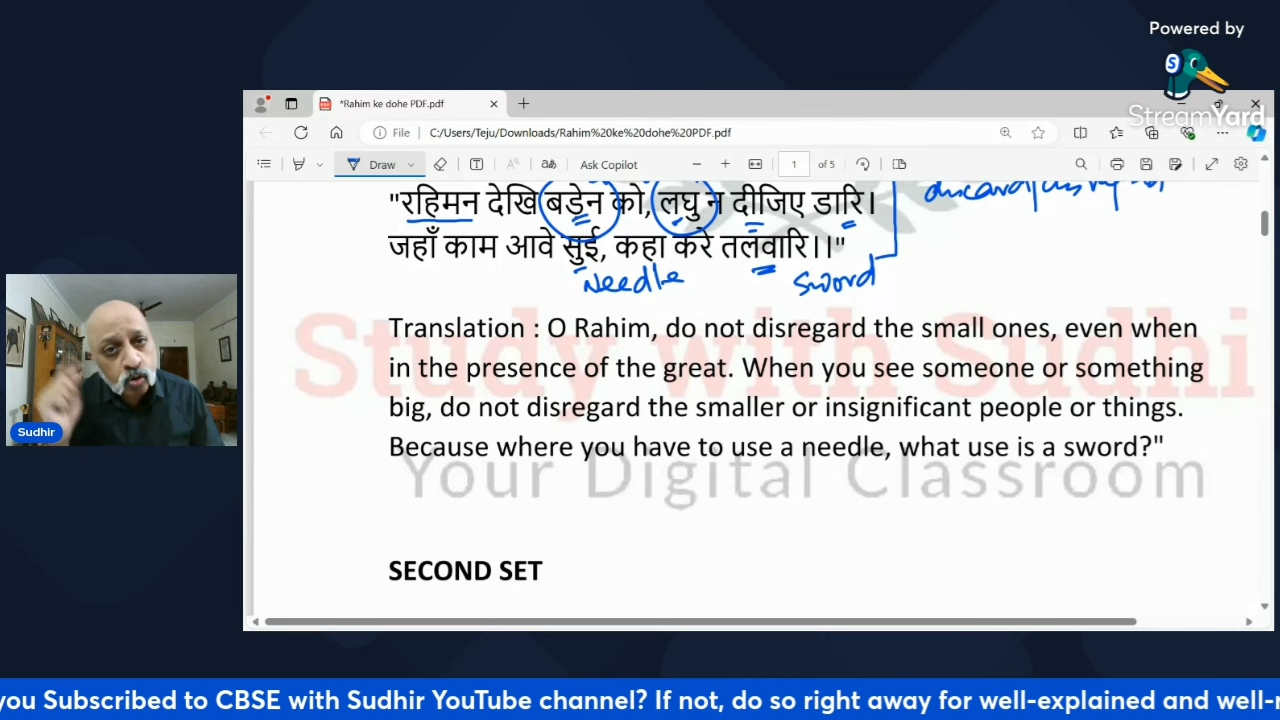 Powered by
StreamYard
*Rahim ke dohe PDF.pdf
File
C:/Users/Teju/Downloads/Rahim%20ke%20dohe%20PDF.pdf
Draw
Ask Copilot
1 of 5
"रहिमन देखि बड़ेन को, लघु न दीजिए डारि।
जहाँ काम आवे सुई, कहा करे तलवारि।।"
Needle
sword
Translation : O Rahim, do not disregard the small ones, even when
in the presence of the great. When you see someone or something
big, do not disregard the smaller or insignificant people or things.
Because where you have to use a needle, what use is a sword?"
Study with Sudhi
Your Digital Classroom
SECOND SET
Sudhir
you Subscribed to CBSE with Sudhir YouTube channel? If not, do so right away for well-explained and well-